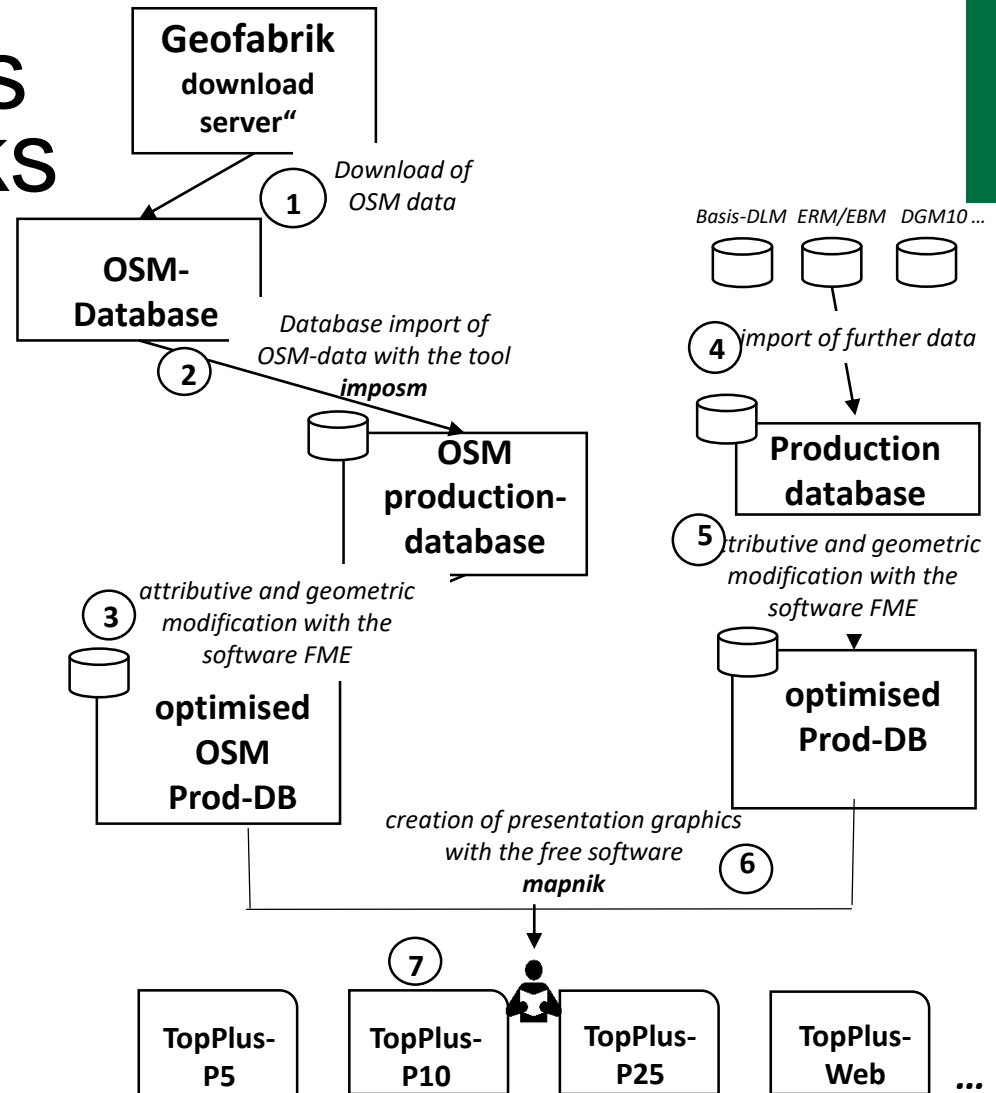 s
ks
Geofabrik
download
server“
1
Download of
OSM data
OSM-
Database
2
Database import of
OSM-data with the tool
imposm
OSM
production-
database
3
attributive and geometric
modification with the
software FME
optimised
OSM
Prod-DB
Basis-DLM ERM/EBM DGM10 ...
4
import of further data
Production
database
5
ttributive and geometric
modification with the
software FME
optimised
Prod-DB
creation of presentation graphics
with the free software
mapnik
6
7
TopPlus-
P5
TopPlus-
P10
TopPlus-
P25
TopPlus-
Web
...